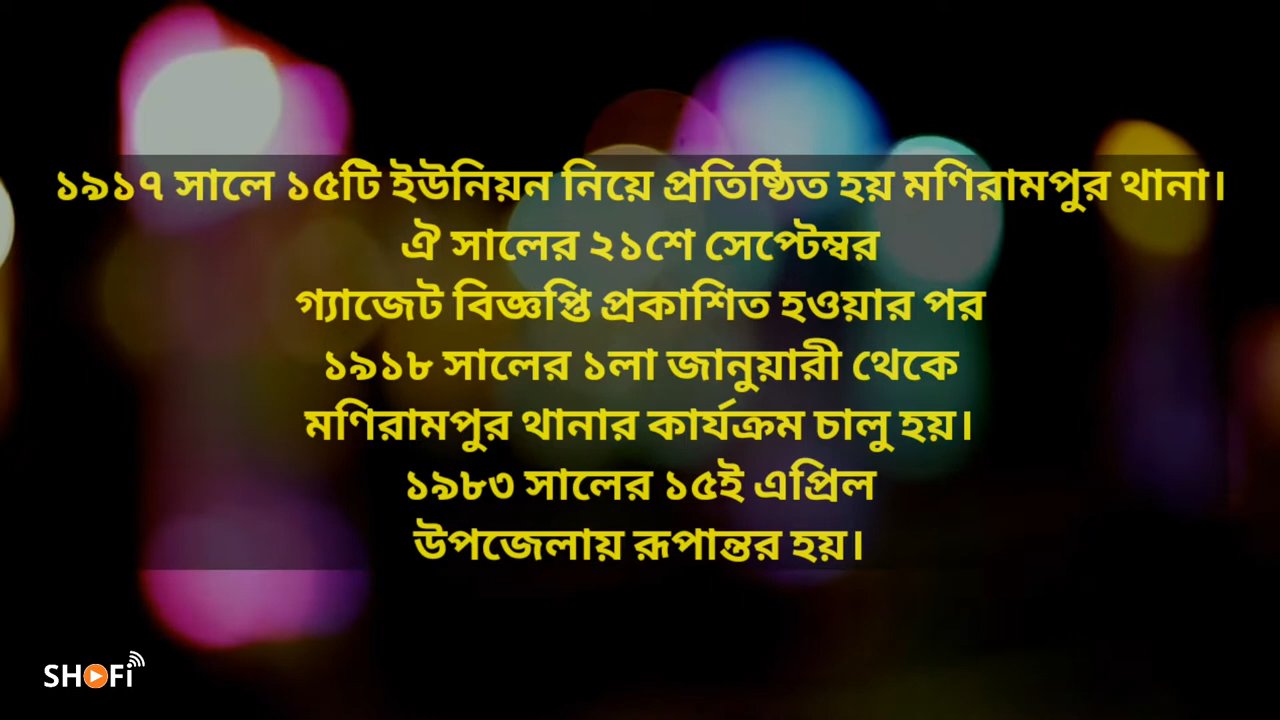 ১৯১৭ সালে ১৫টি ইউনিয়ন নিয়ে প্রতিষ্ঠিত হয় মণিরামপুর থানা।
ঐ সালের ২১শে সেপ্টেম্বর
গ্যাজেট বিজ্ঞপ্তি প্রকাশিত হওয়ার পর
১৯১৮ সালের ১লা জানুয়ারী থেকে
মণিরামপুর থানার কার্যক্রম চালু হয়।
১৯৮৩ সালের ১৫ই এপ্রিল
উপজেলায় রূপান্তর হয়।
SHOFi